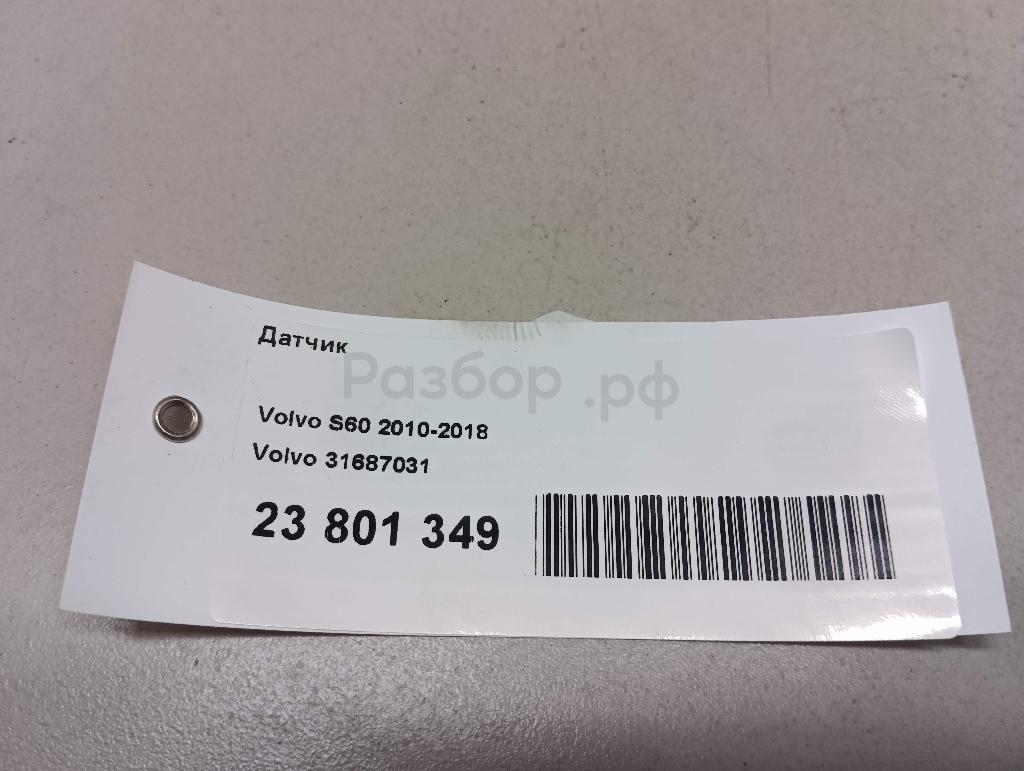 Датчик
Разбор.рф
Volvo S60 2010-2018
Volvo 31687031
23 801 349